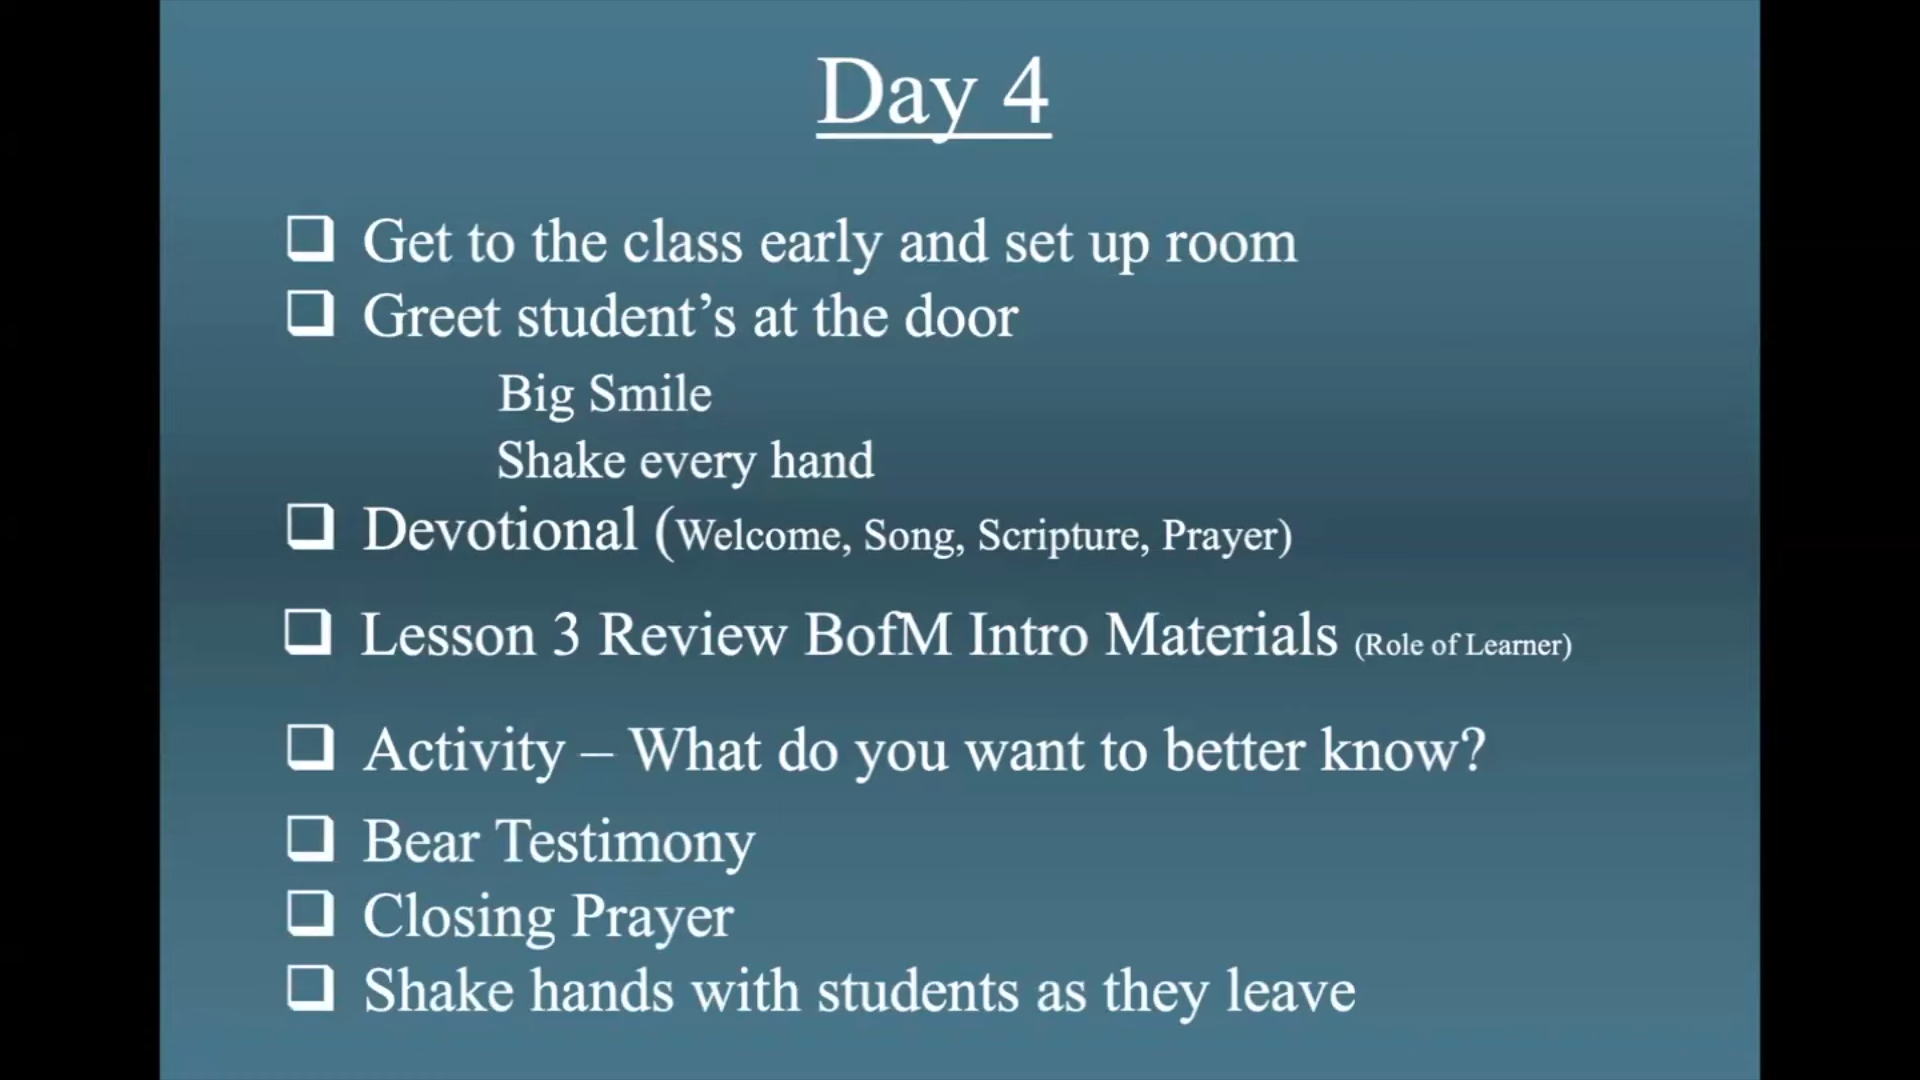 Day 4
❑ Get to the class early and set up room
❑ Greet student’s at the door
Big Smile
Shake every hand
❑ Devotional (Welcome, Song, Scripture, Prayer)
❑ Lesson 3 Review BofM Intro Materials (Role of Learner)
❑ Activity – What do you want to better know?
❑ Bear Testimony
❑ Closing Prayer
❑ Shake hands with students as they leave